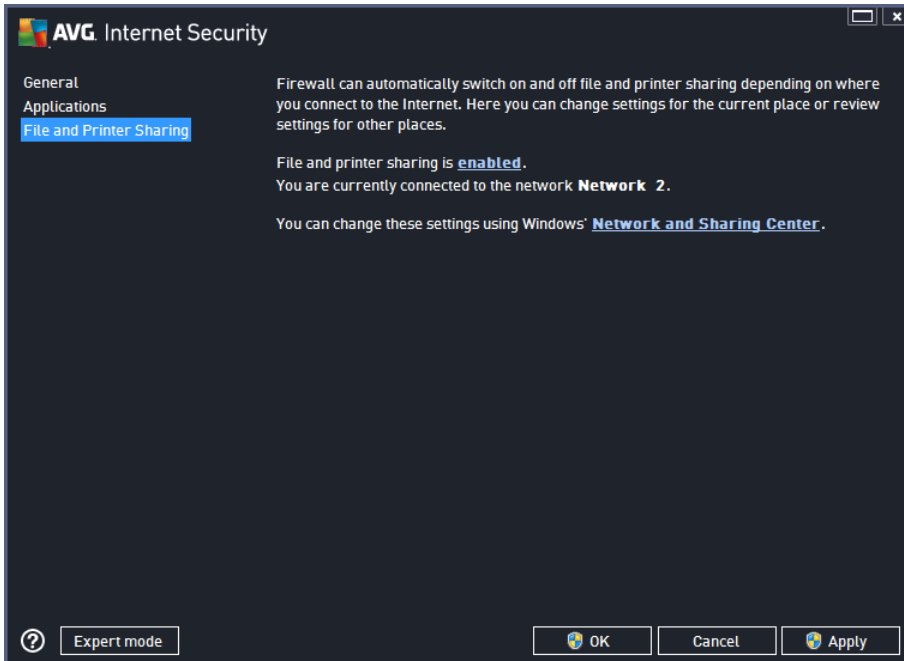 AVG. Internet Security
General
Applications
File and Printer Sharing
Firewall can automatically switch on and off file and printer sharing depending on where
you connect to the Internet. Here you can change settings for the current place or review
settings for other places.
File and printer sharing is enabled.
You are currently connected to the network Network 2.
You can change these settings using Windows' Network and Sharing Center.
? Expert mode
OK
Cancel
Apply